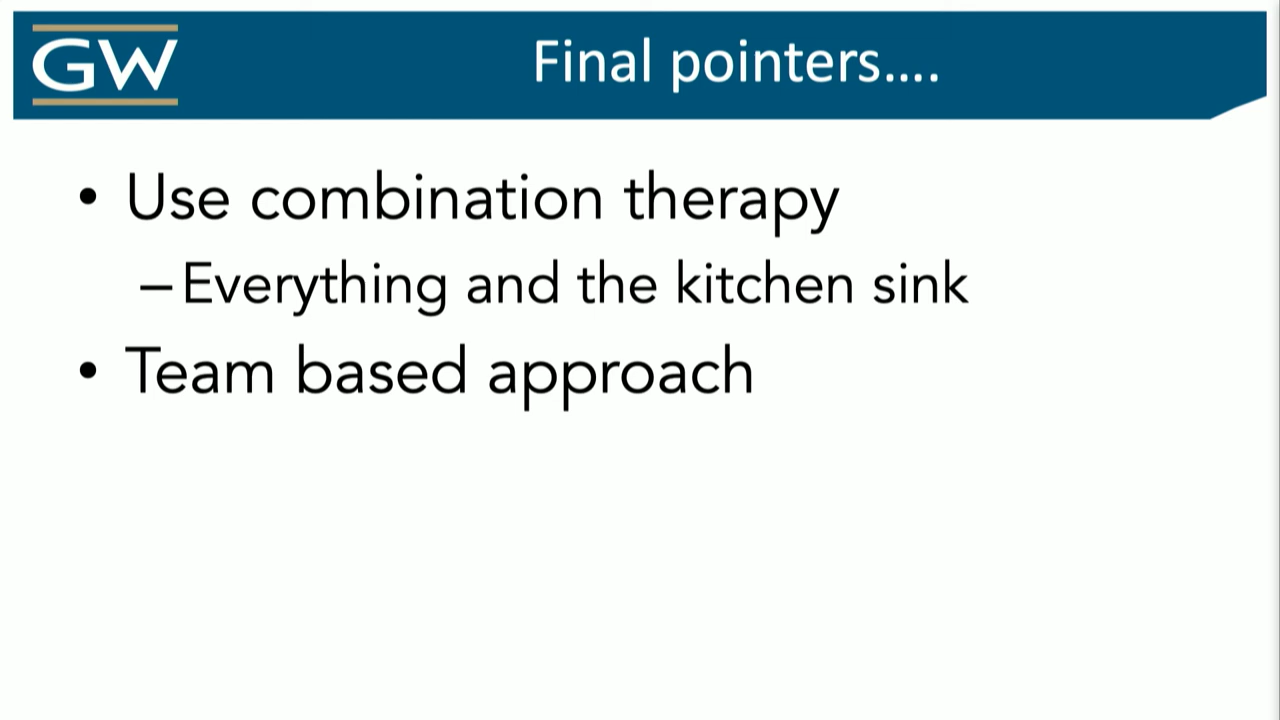 GW
Final pointers....
• Use combination therapy
– Everything and the kitchen sink
• Team based approach